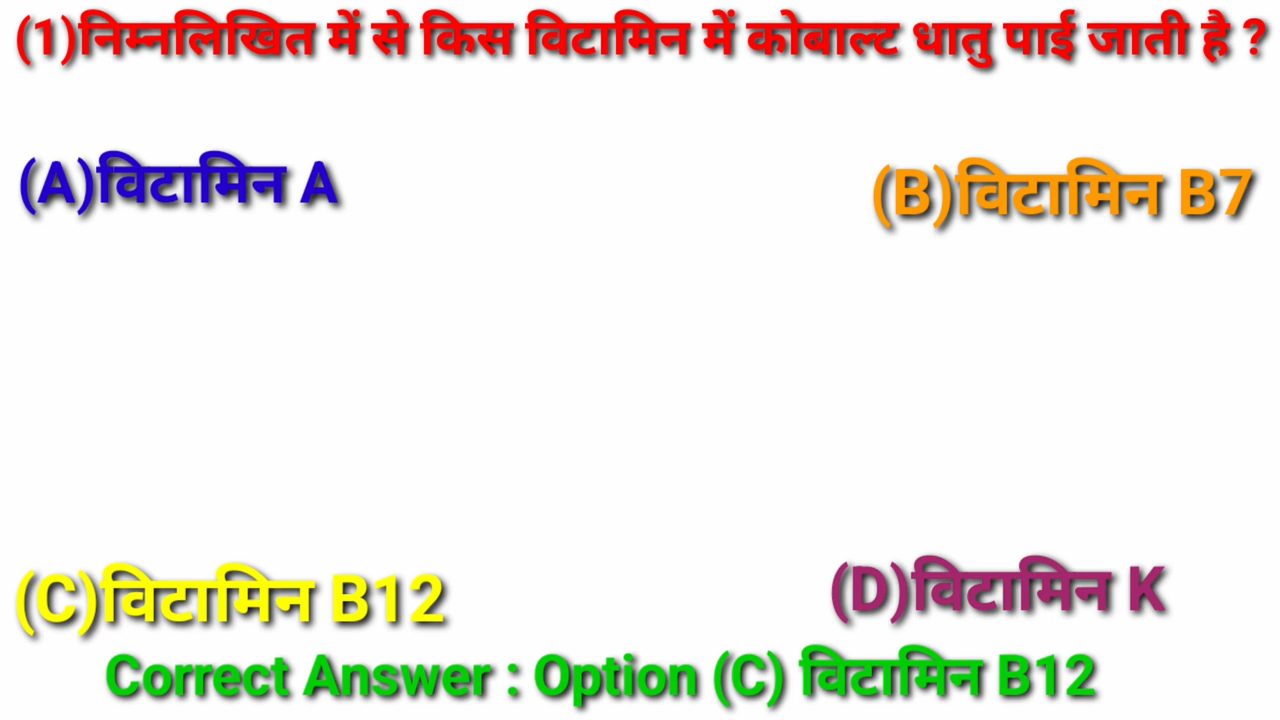 (1)निम्नलिखित में से किस विटामिन में कोबाल्ट धातु पाई जाती है ?
(A)विटामिन A
(B)विटामिन B7
(C)विटामिन B12
(D)विटामिन K
Correct Answer : Option (C) विटामिन B12